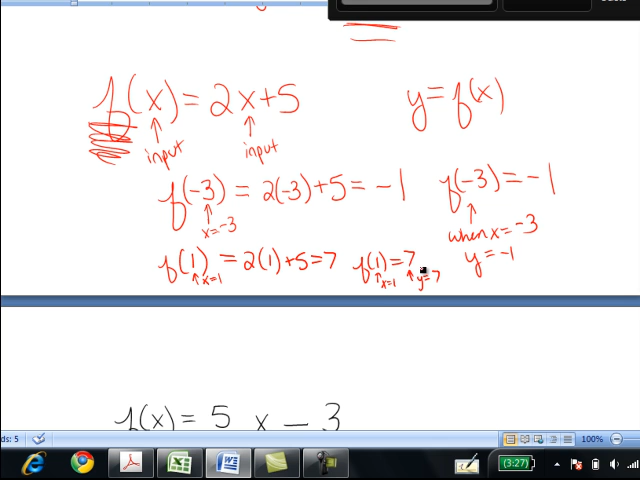 f(x) = 2x+5    y = f(x)
input    input
f(-3) = 2(-3)+5 = -1    f(-3) = -1
x=-3    when x=-3
y = -1
f(1) = 2(1)+5=7    f(1)=7
x=1    x=1    y=7
f(x) = 5 x - 3
ds: 5    100%
(3:27)